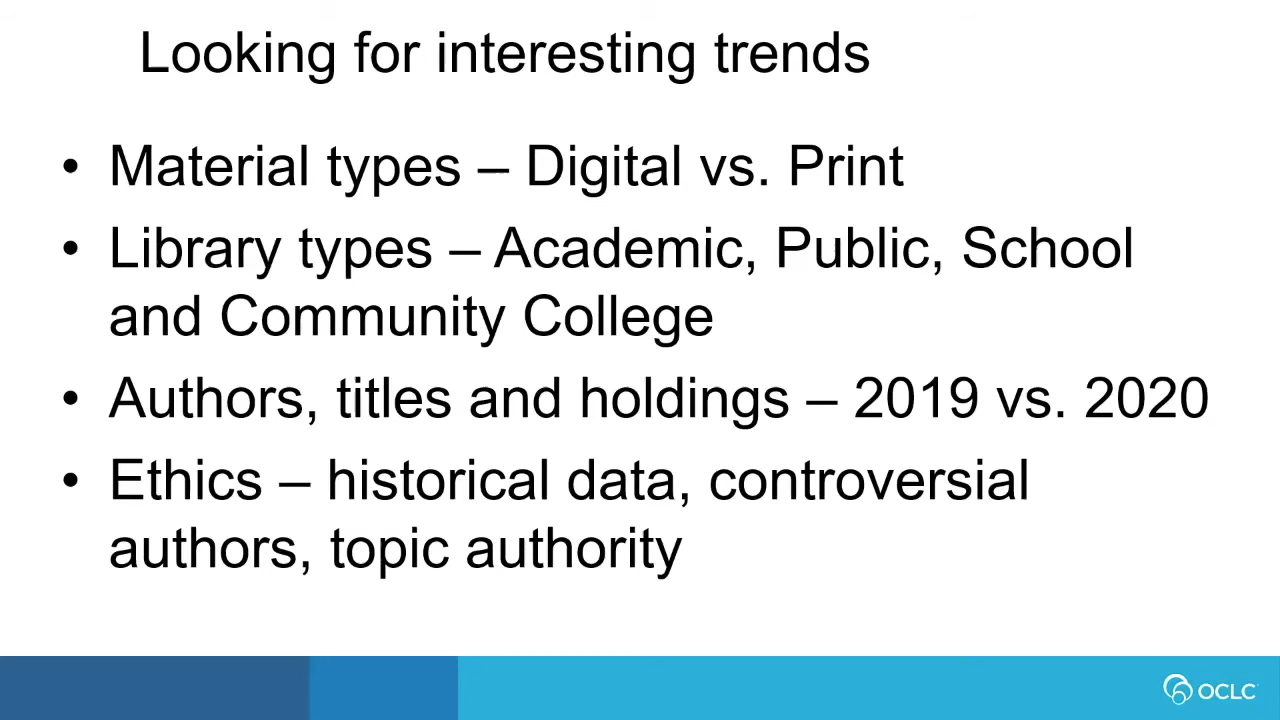 Looking for interesting trends
• Material types – Digital vs. Print
• Library types – Academic, Public, School
and Community College
• Authors, titles and holdings – 2019 vs. 2020
• Ethics – historical data, controversial
authors, topic authority
OCLC